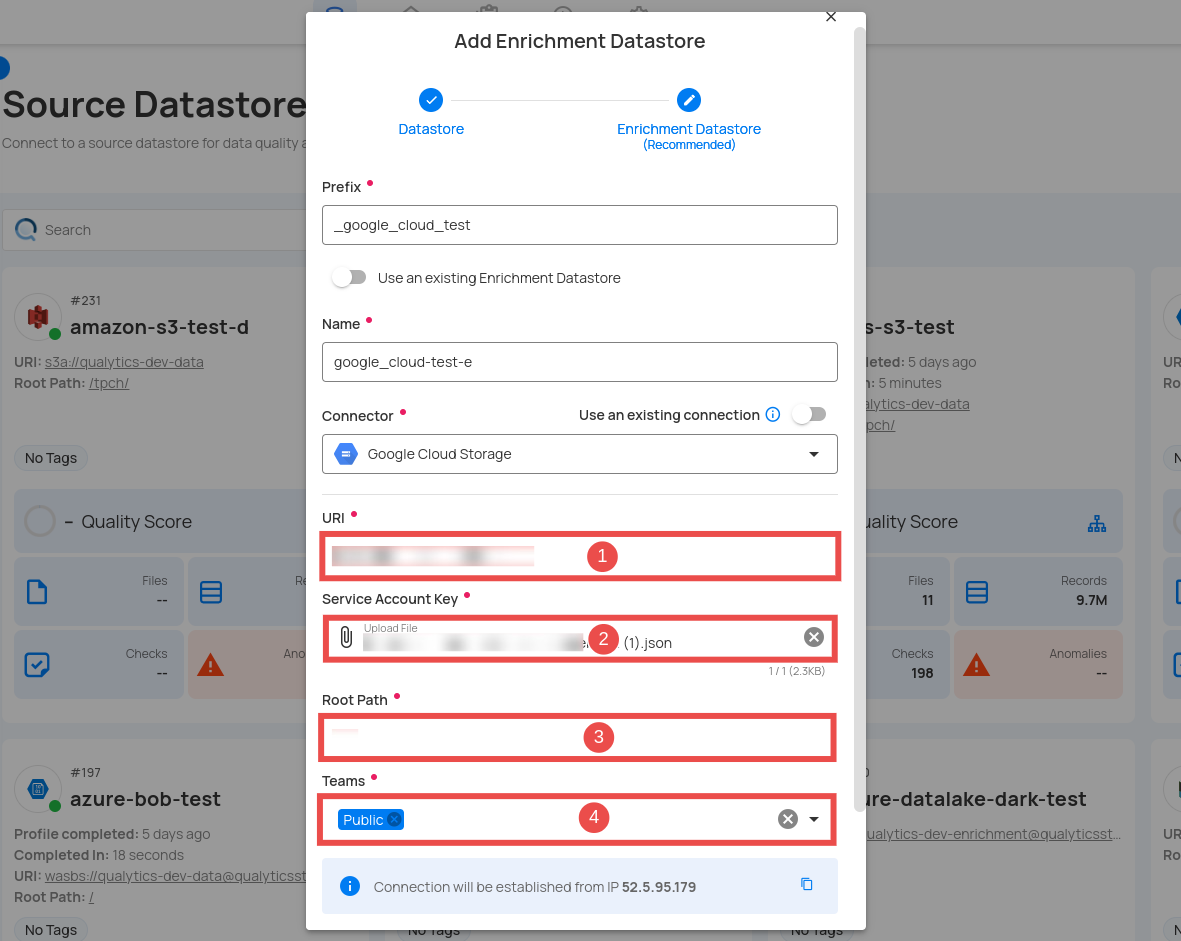 Add Enrichment Datastore
Datastore
Enrichment Datastore
(Recommended)
Prefix
_google_cloud_test
Use an existing Enrichment Datastore
Name
google_cloud-test-e
Connector
Use an existing connection
Google Cloud Storage
URI
1
Service Account Key
Upload File
2
(1).json
1 / 1 (2.3KB)
Root Path
3
Teams
Public
4
Connection will be established from IP 52.5.95.179
Source Datastore
Connect to a source datastore for data quality
Search
#231
amazon-s3-test-d
URI: s3a://qualytics-dev-data
Root Path: /tpch/
No Tags
– Quality Score
Files
--
Checks
--
s-s3-test
5 days ago
5 minutes
alytics-dev-data
pch/
uality Score
Files
11
Records
9.7M
Checks
198
Anomalies
--
#197
azure-bob-test
Profile completed: 5 days ago
Completed In: 18 seconds
URI: wasbs://qualytics-dev-data@qualyticsst
Root Path: /
No Tags
No Tags
ure-datalake-dark-test
ualytics-dev-enrichment@qualyticsst...
No Tags